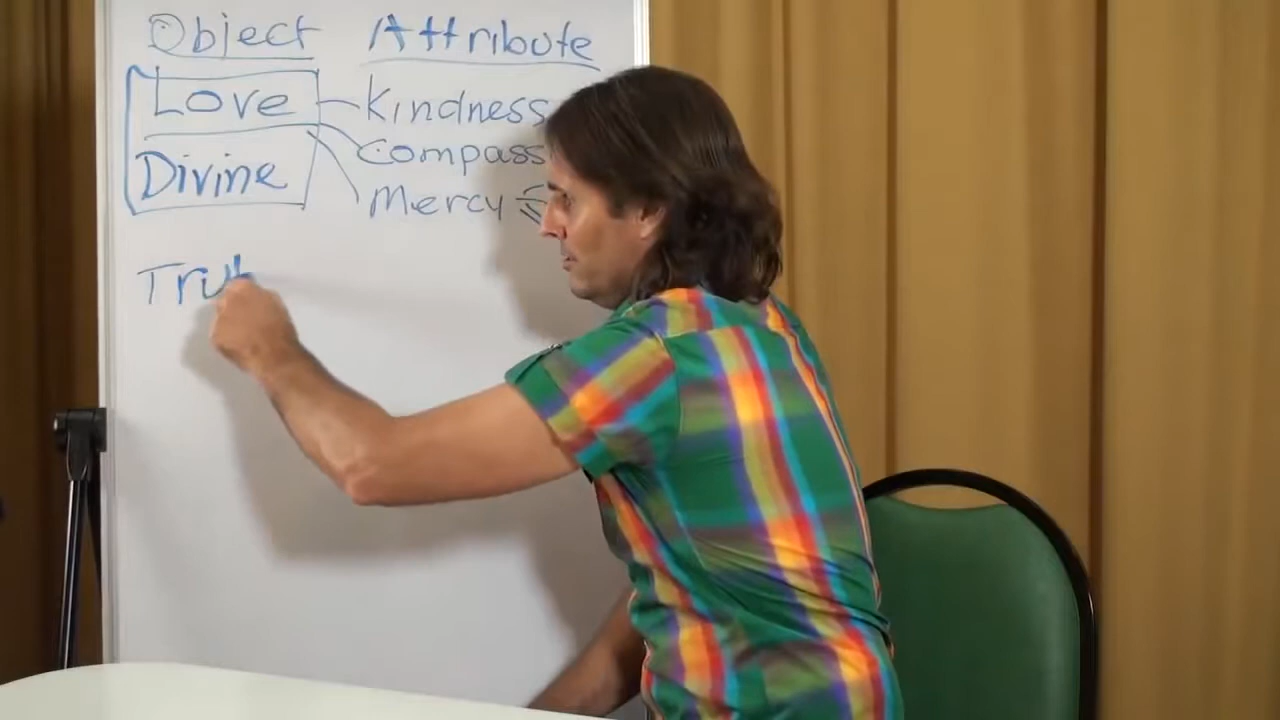 Object Attribute
Love Kindness
Compass
Divine
Mercy
Trut